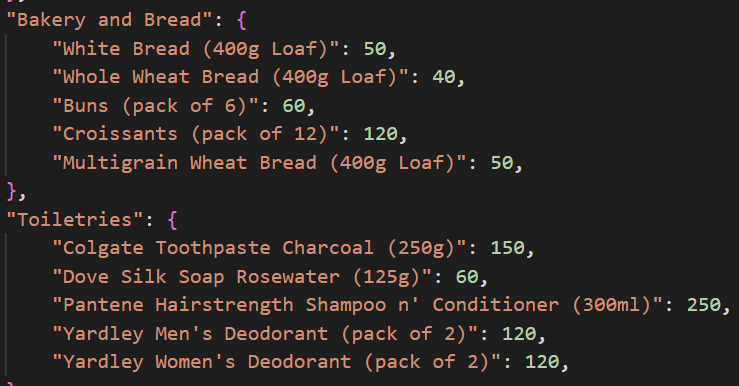 "Bakery and Bread": {
"White Bread (400g Loaf)": 50,
"Whole Wheat Bread (400g Loaf)": 40,
"Buns (pack of 6)": 60,
"Croissants (pack of 12)": 120,
"Multigrain Wheat Bread (400g Loaf)": 50,
},
"Toiletries": {
"Colgate Toothpaste Charcoal (250g)": 150,
"Dove Silk Soap Rosewater (125g)": 60,
"Pantene Hairstrength Shampoo n' Conditioner (300ml)": 250,
"Yardley Men's Deodorant (pack of 2)": 120,
"Yardley Women's Deodorant (pack of 2)": 120,